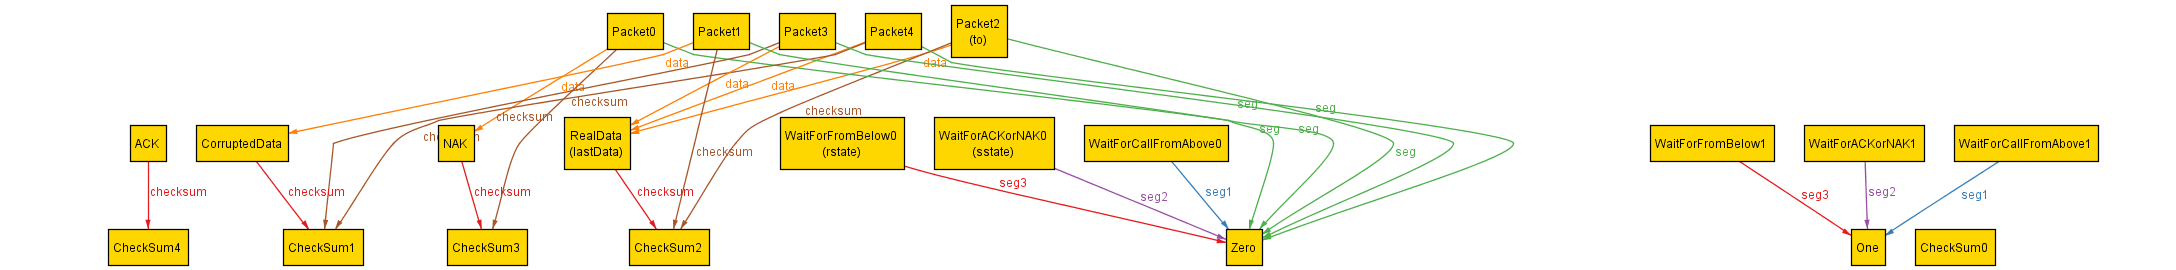 Packet0
Packet1
Packet3
Packet4
Packet2
(to)
data
data
data
data
data
checksum
checksum
checksum
checksum
seg
seg
seg
seg
seg
ACK
CorruptedData
NAK
RealData
(lastData)
WaitForFromBelow0
(rstate)
WaitForACKorNAK0
(sstate)
WaitForCallFromAbove0
WaitForFromBelow1
WaitForACKorNAK1
WaitForCallFromAbove1
checksum
checksum
checksum
checksum
seg3
seg2
seg1
seg3
seg2
seg1
CheckSum4
CheckSum1
CheckSum3
CheckSum2
Zero
One
CheckSum0